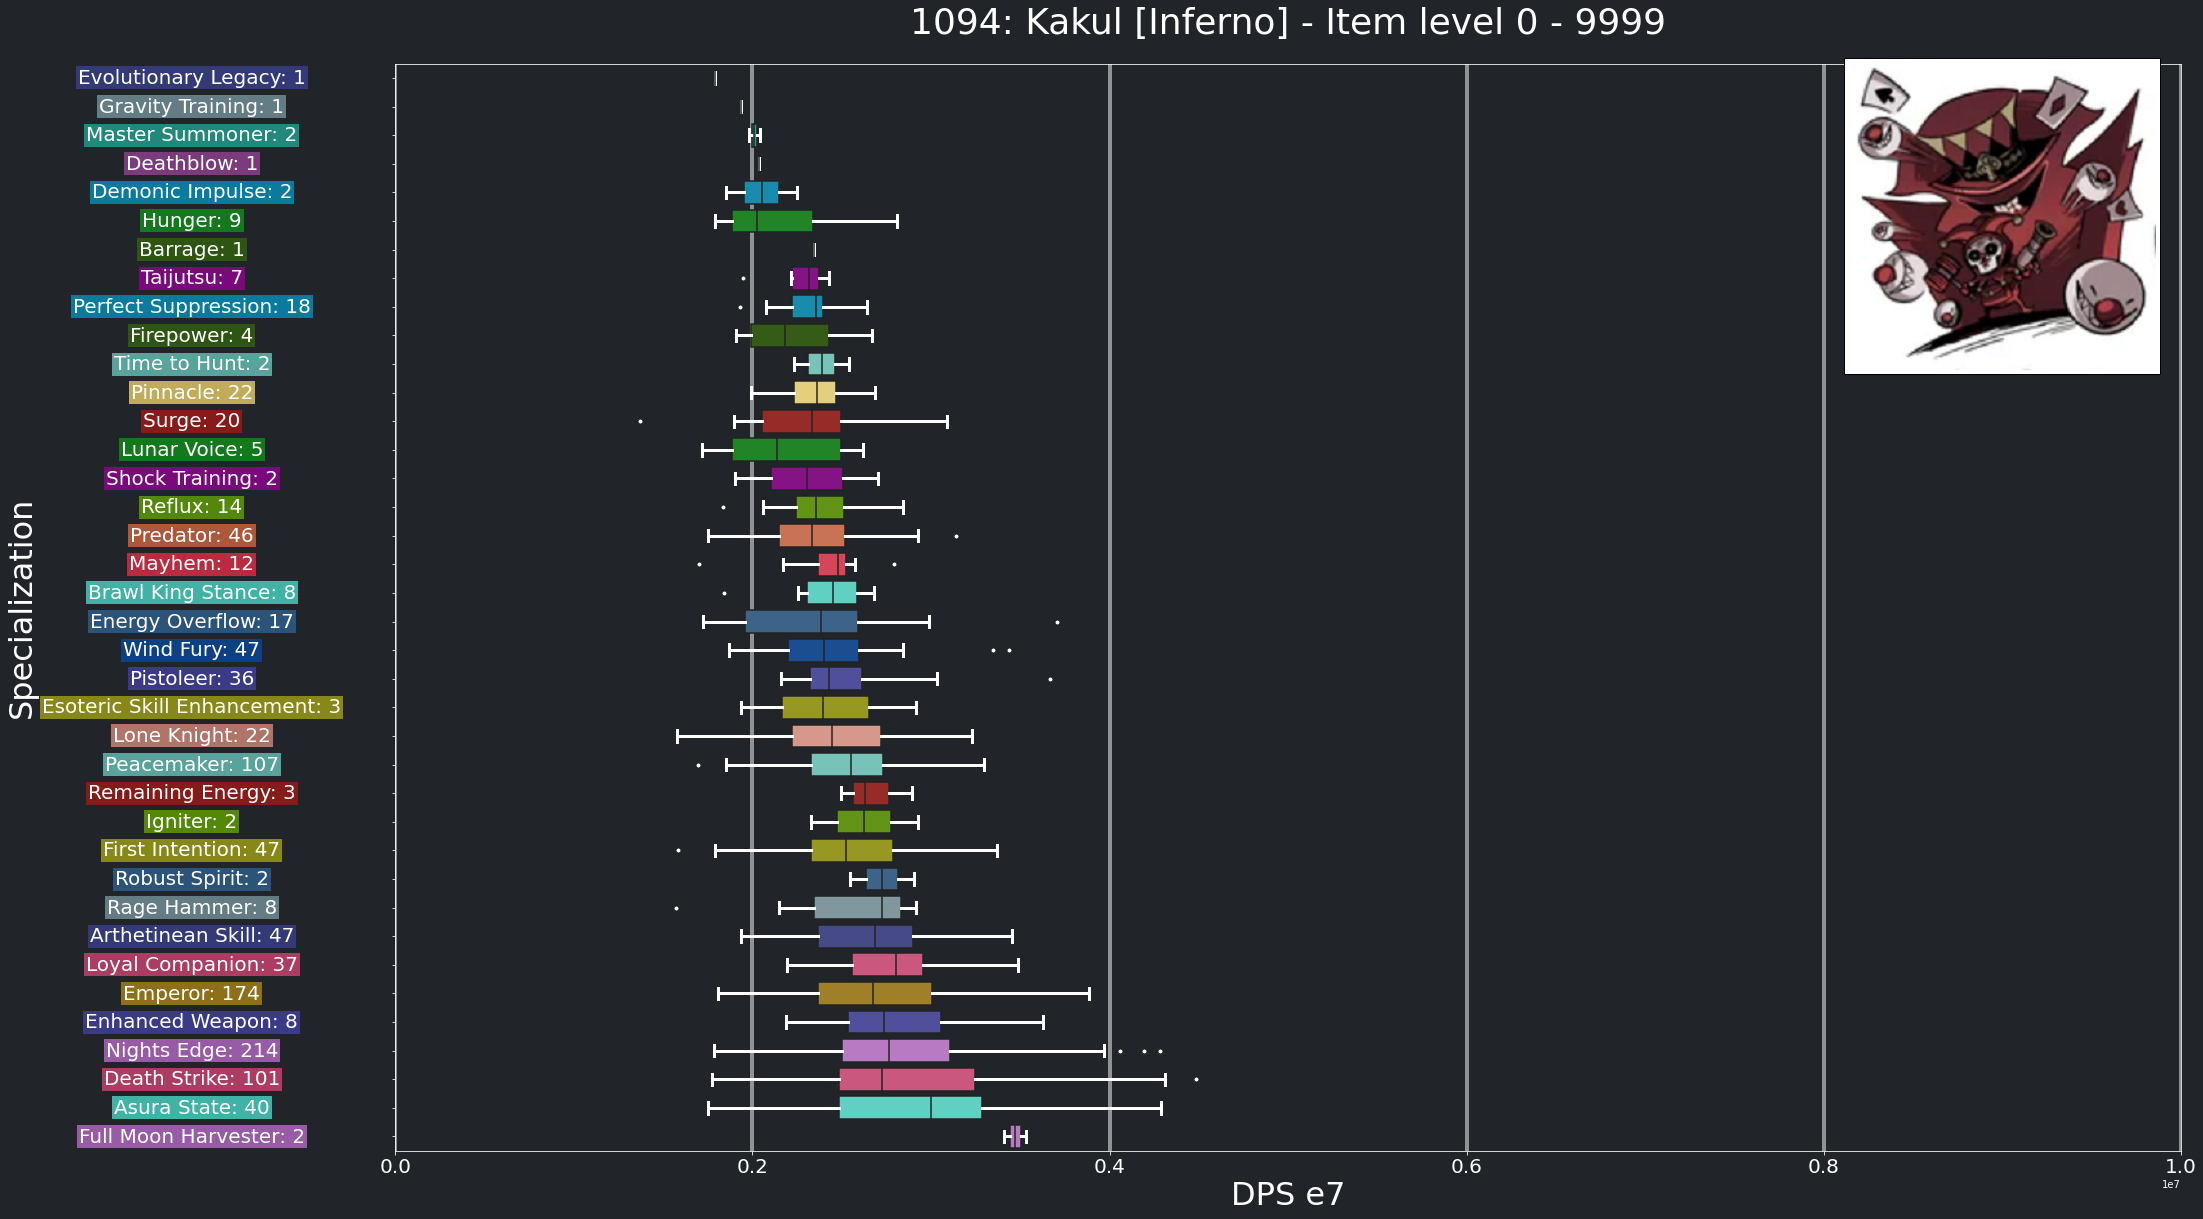 1094: Kakul [Inferno] - Item level 0 - 9999
Specialization
Evolutionary Legacy: 1
Gravity Training: 1
Master Summoner: 2
Deathblow: 1
Demonic Impulse: 2
Hunger: 9
Barrage: 1
Taijutsu: 7
Perfect Suppression: 18
Firepower: 4
Time to Hunt: 2
Pinnacle: 22
Surge: 20
Lunar Voice: 5
Shock Training: 2
Reflux: 14
Predator: 46
Mayhem: 12
Brawl King Stance: 8
Energy Overflow: 17
Wind Fury: 47
Pistoleer: 36
Esoteric Skill Enhancement: 3
Lone Knight: 22
Peacemaker: 107
Remaining Energy: 3
Igniter: 2
First Intention: 47
Robust Spirit: 2
Rage Hammer: 8
Arthetinean Skill: 47
Loyal Companion: 37
Emperor: 174
Enhanced Weapon: 8
Nights Edge: 214
Death Strike: 101
Asura State: 40
Full Moon Harvester: 2
0.0 0.2 0.4 0.6 0.8 1.0
1e7
DPS e7